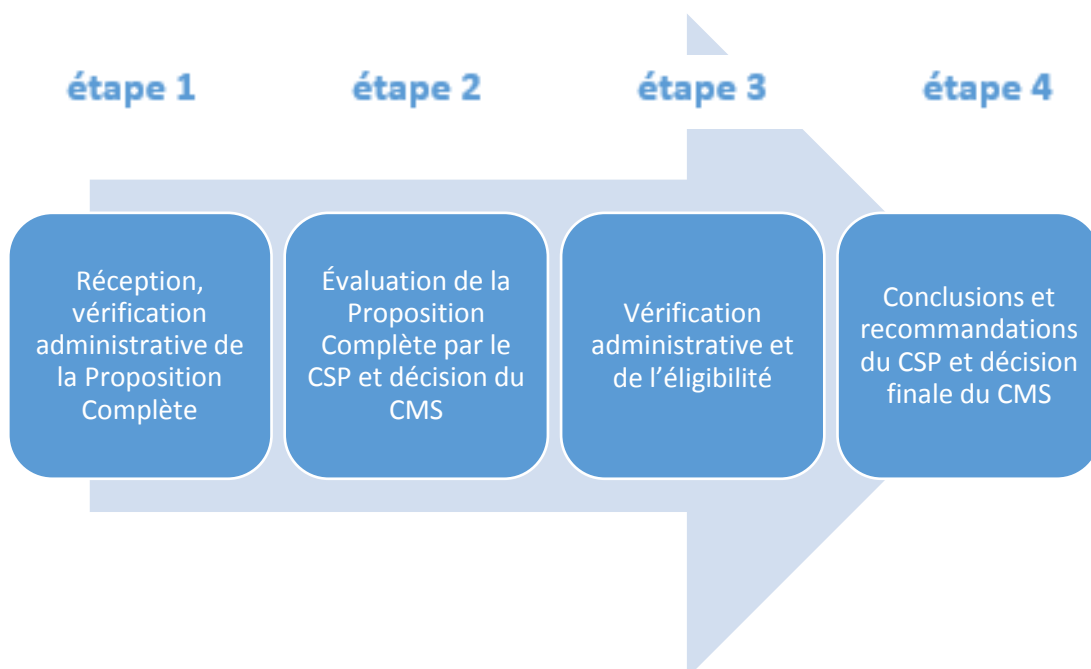 étape 1
étape 2
étape 3
étape 4
Réception,
vérification
administrative de
la Proposition
Complète
Évaluation de la
Proposition
Complète par le
CSP et décision du
CMS
Vérification
administrative et
de l’éligibilité
Conclusions et
recommandations
du CSP et décision
finale du CMS